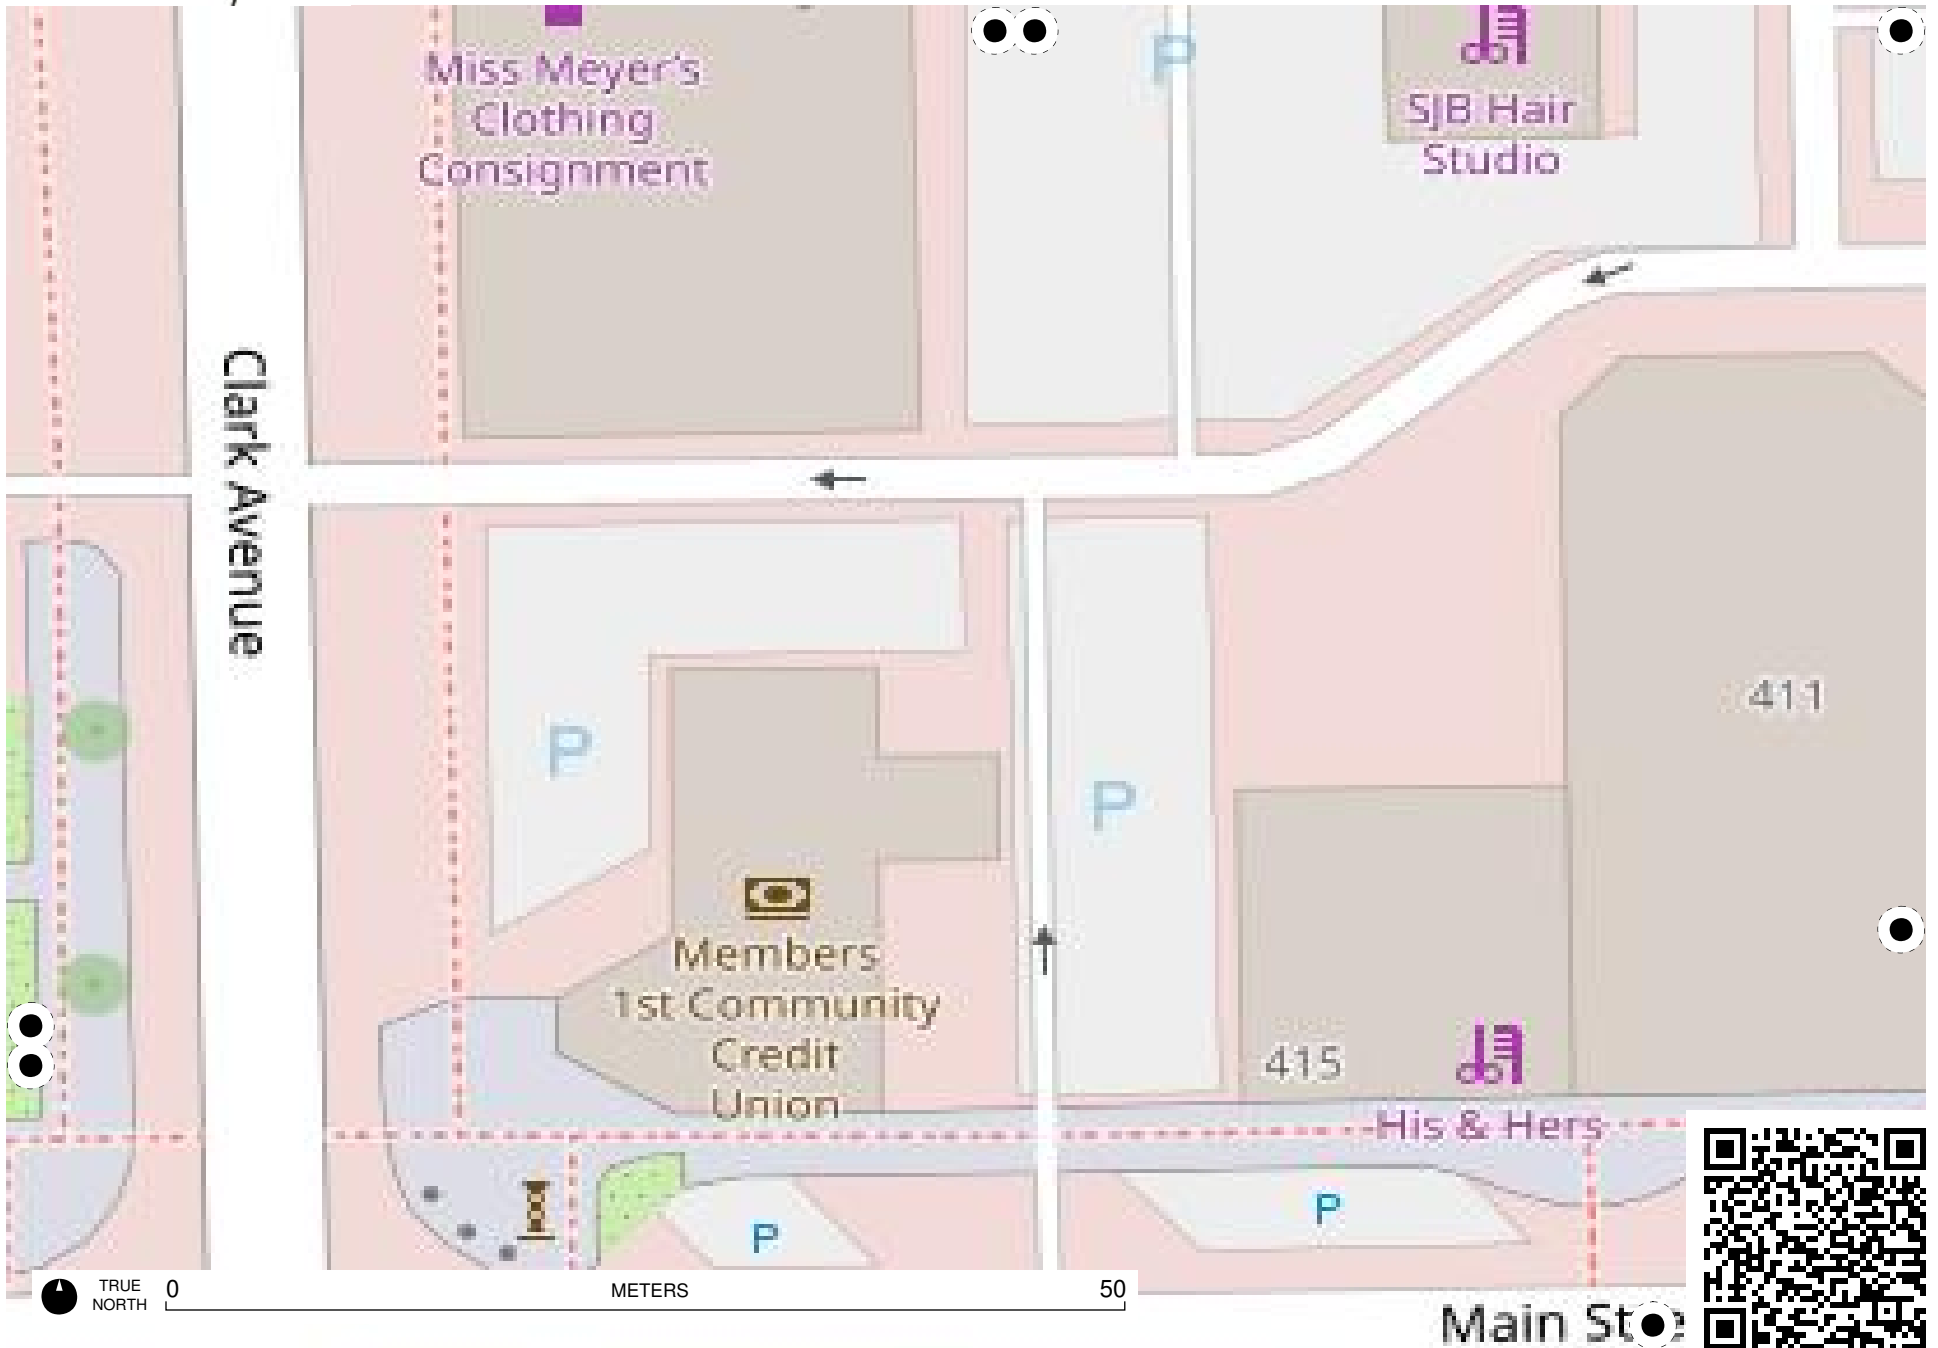 Miss Meyer's
Clothing
Consignment
P
SJB Hair
Studio
Clark Avenue
411
P
P
Members
1st Community
Credit
Union
415
His & Hers
P
P
TRUE
NORTH
0
METERS
50
Main